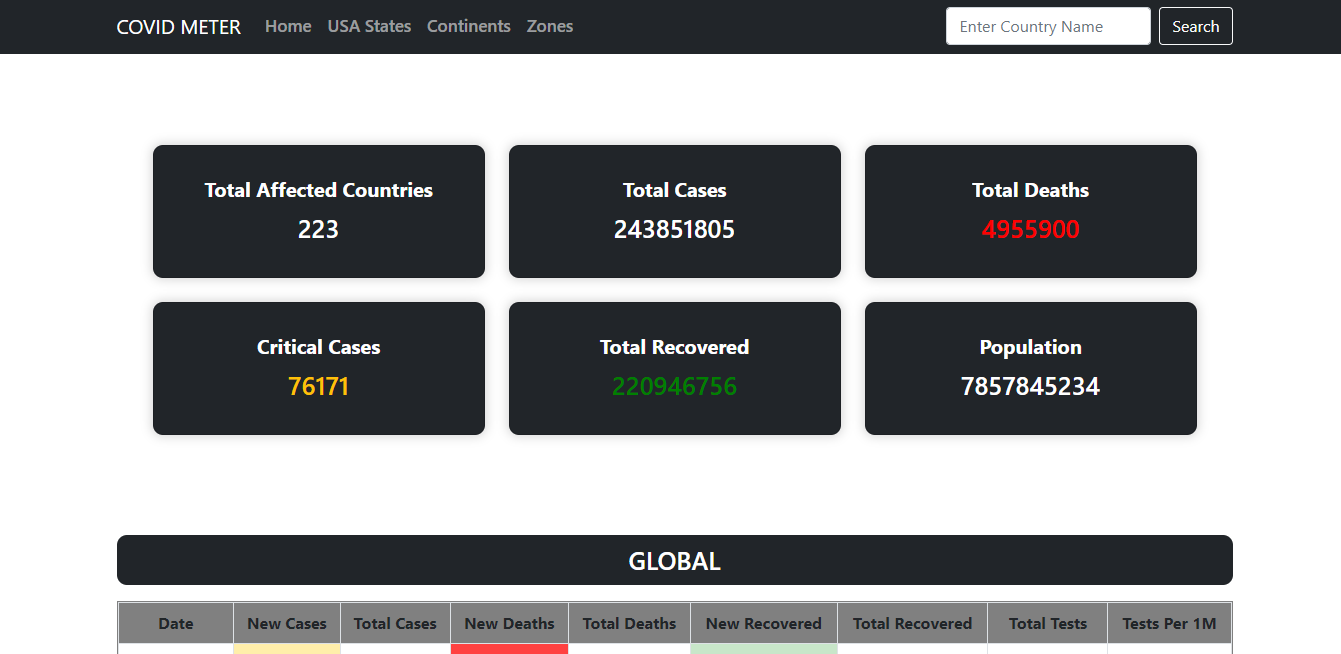 COVID METER Home USA States Continents Zones Enter Country Name Search
Total Affected Countries Total Cases Total Deaths
223 243851805 4955900
Critical Cases Total Recovered Population
76171 220946756 7857845234
GLOBAL
Date New Cases Total Cases New Deaths Total Deaths New Recovered Total Recovered Total Tests Tests Per 1M